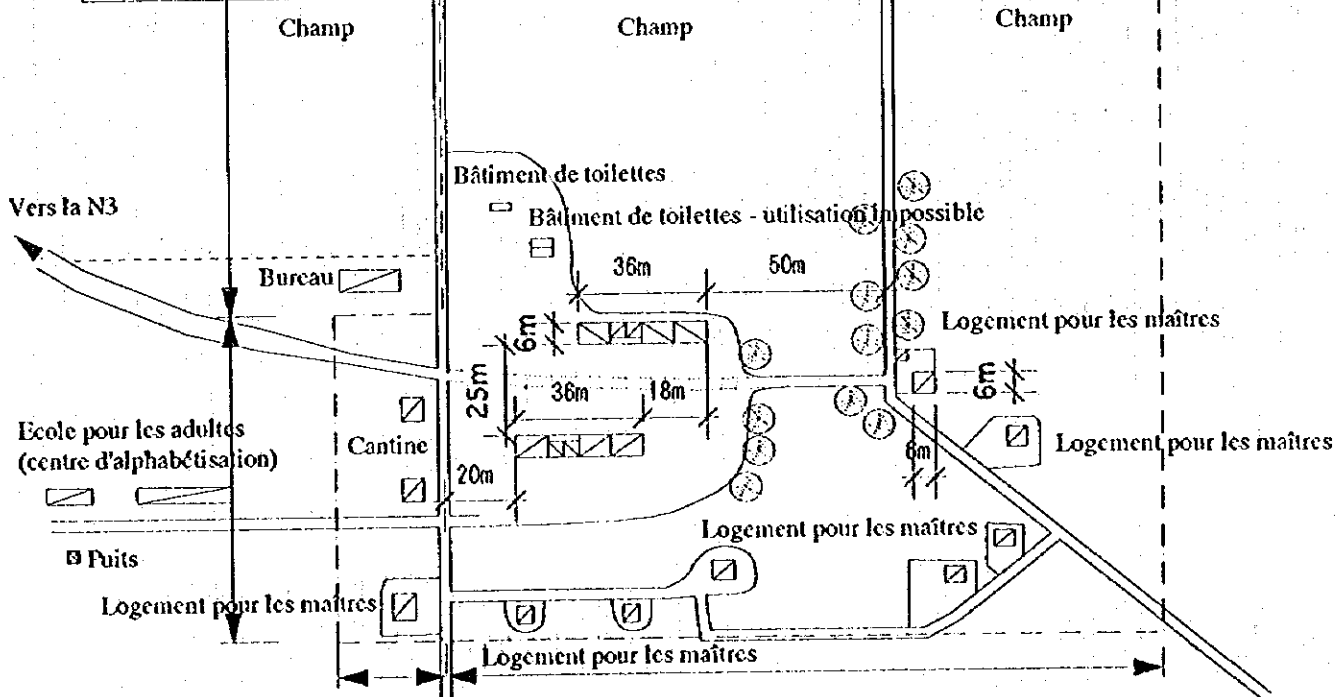 Champ
Champ
Champ
Bâtiment de toilettes
Vers la N3
Bâtiment de toilettes - utilisation impossible
Bureau
36m
50m
6m
Logement pour les maîtres
25m
36m
18m
6m
Ecole pour les adultes
(centre d'alphabétisation)
Cantine
Logement pour les maîtres
6m
20m
Logement pour les maîtres
Puits
Logement pour les maîtres
Logement pour les maîtres